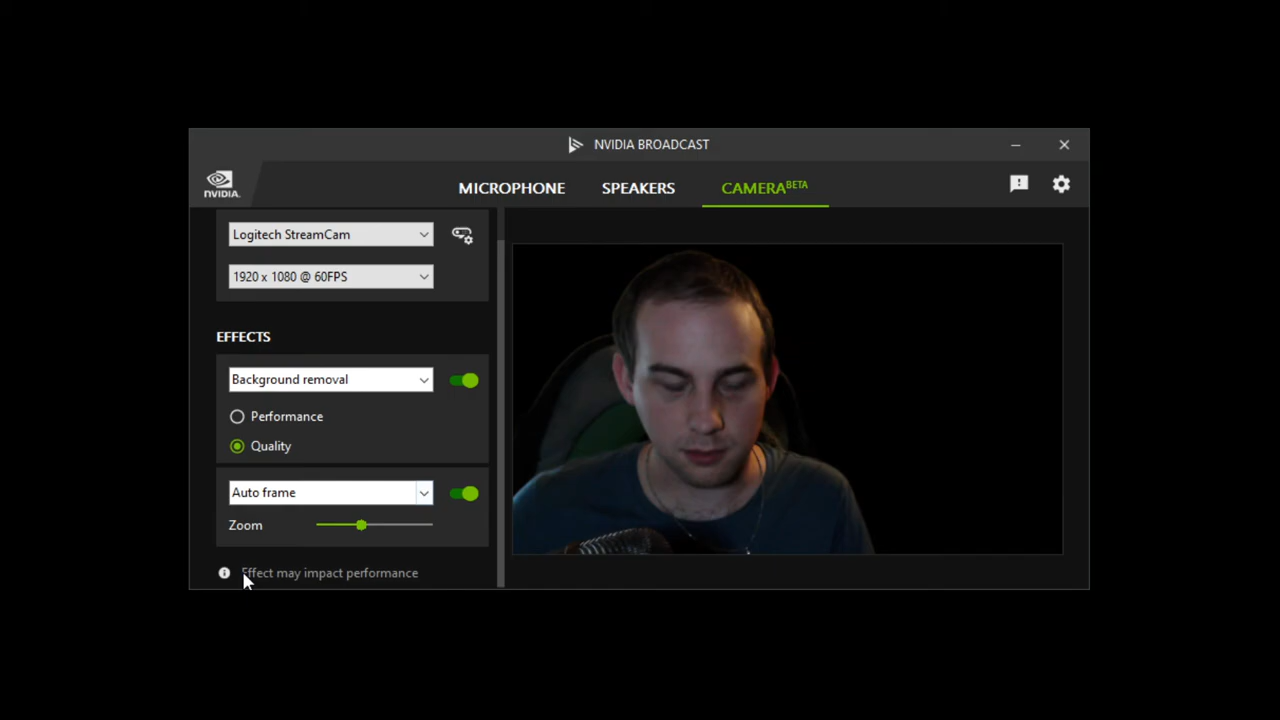 NVIDIA BROADCAST
NVIDIA.
MICROPHONE
SPEAKERS
CAMERA BETA
Logitech StreamCam
1920 x 1080 @ 60FPS
EFFECTS
Background removal
Performance
Quality
Auto frame
Zoom
Effect may impact performance